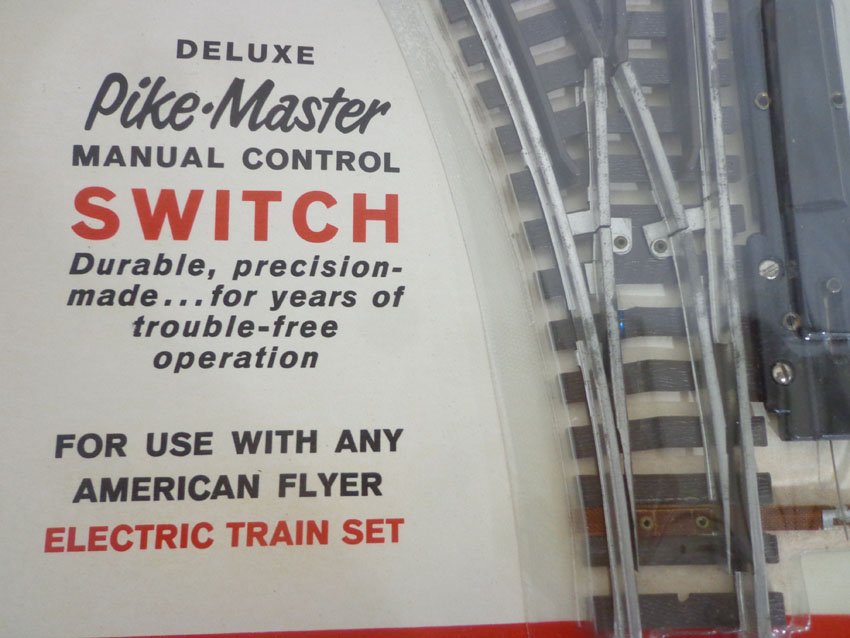 DELUXE
Pike·Master
MANUAL CONTROL
SWITCH
Durable, precision-
made...for years of
trouble-free
operation
FOR USE WITH ANY
AMERICAN FLYER
ELECTRIC TRAIN SET